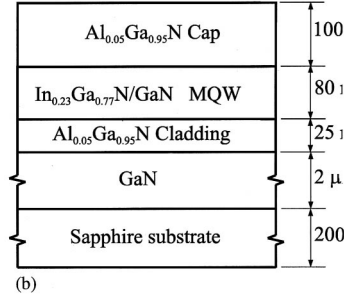 Al₀.₀₅Ga₀.₉₅N Cap 100
In₀.₂₃Ga₀.₇₇N/GaN MQW 80
Al₀.₀₅Ga₀.₉₅N Cladding 25
GaN 2
Sapphire substrate 200
(b)